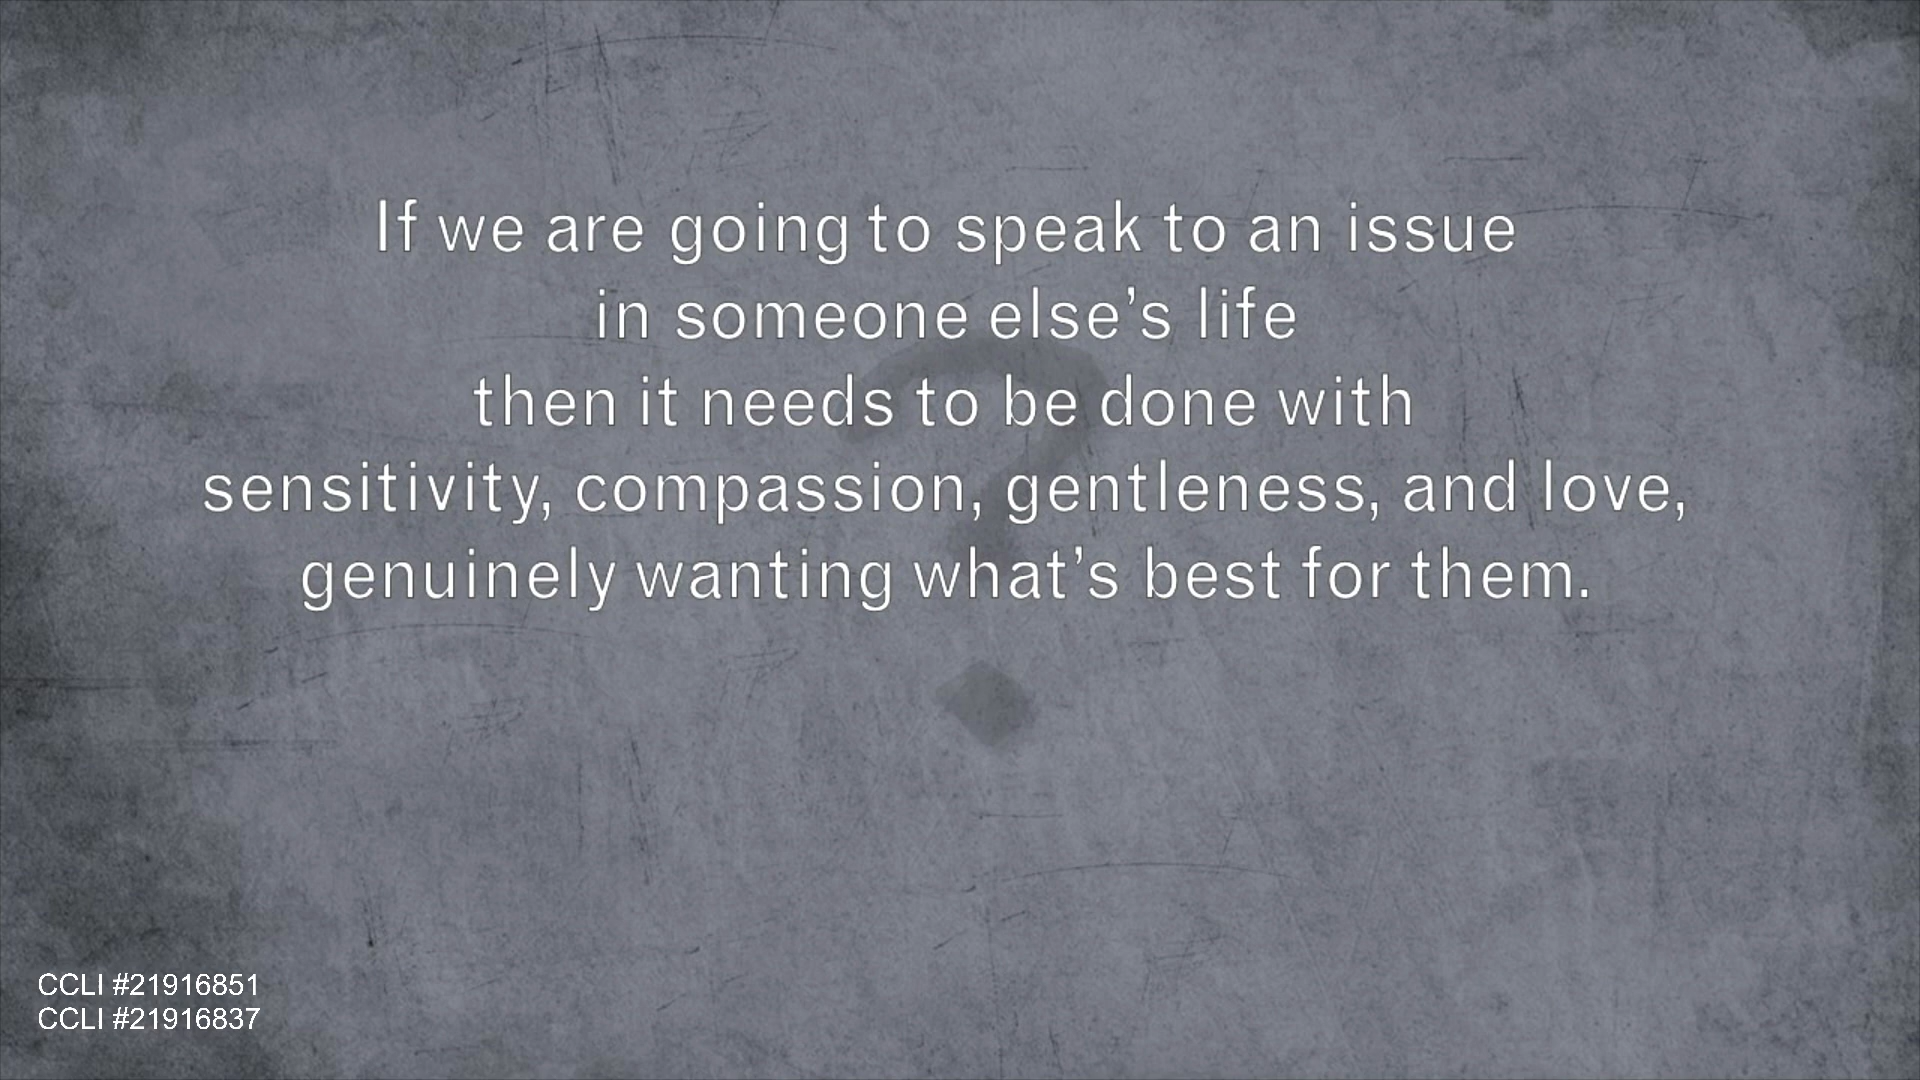 If we are going to speak to an issue
in someone else’s life
then it needs to be done with
sensitivity, compassion, gentleness, and love,
genuinely wanting what’s best for them.
?
CCLI #21916851
CCLI #21916837